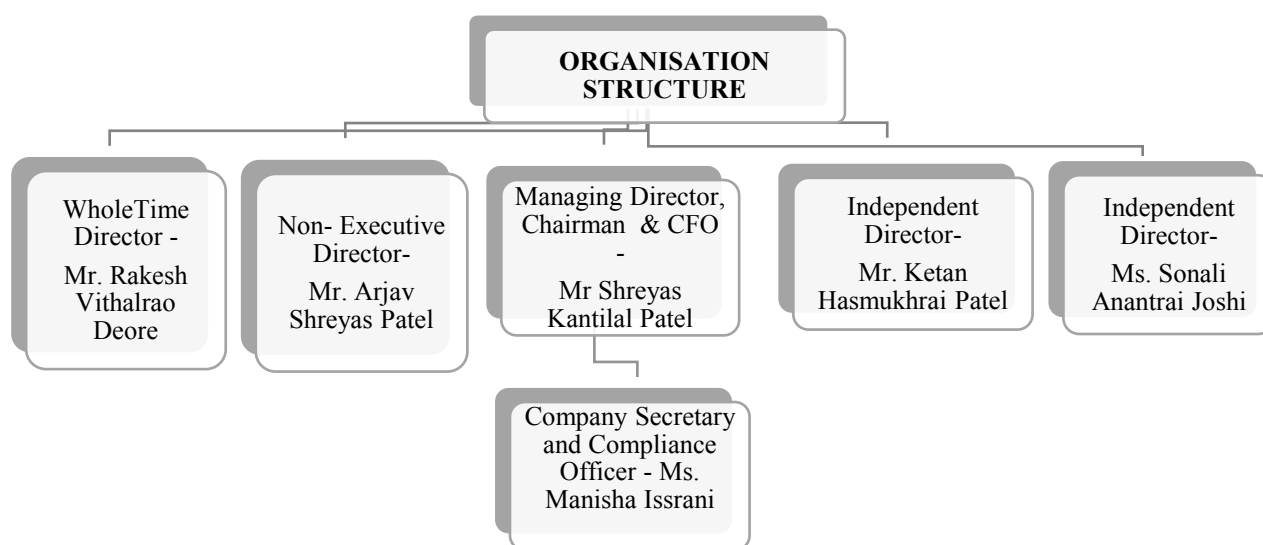 ORGANISATION
STRUCTURE
WholeTime
Director -
Mr. Rakesh
Vithalrao
Deore
Non- Executive
Director-
Mr. Arjav
Shreyas Patel
Managing Director,
Chairman & CFO
-
Mr Shreyas
Kantilal Patel
Independent
Director-
Mr. Ketan
Hasmukhrai Patel
Independent
Director-
Ms. Sonali
Anantrai Joshi
Company Secretary
and Compliance
Officer - Ms.
Manisha Issrani